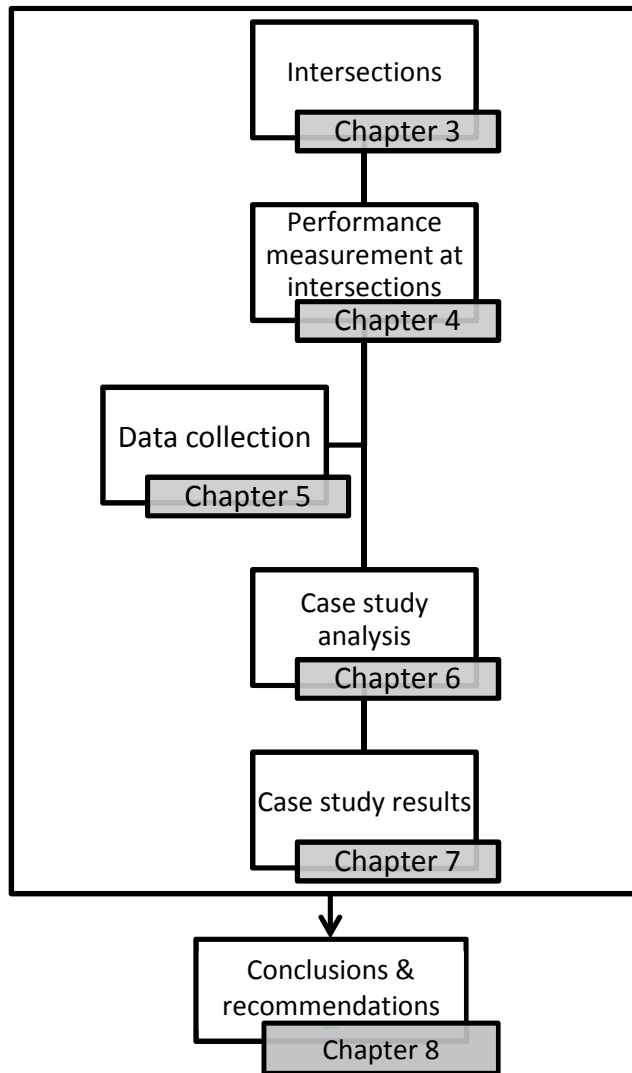 Intersections
Chapter 3
Performance
measurement at
intersections
Chapter 4
Data collection
Chapter 5
Case study
analysis
Chapter 6
Case study results
Chapter 7
Conclusions &
recommendations
Chapter 8